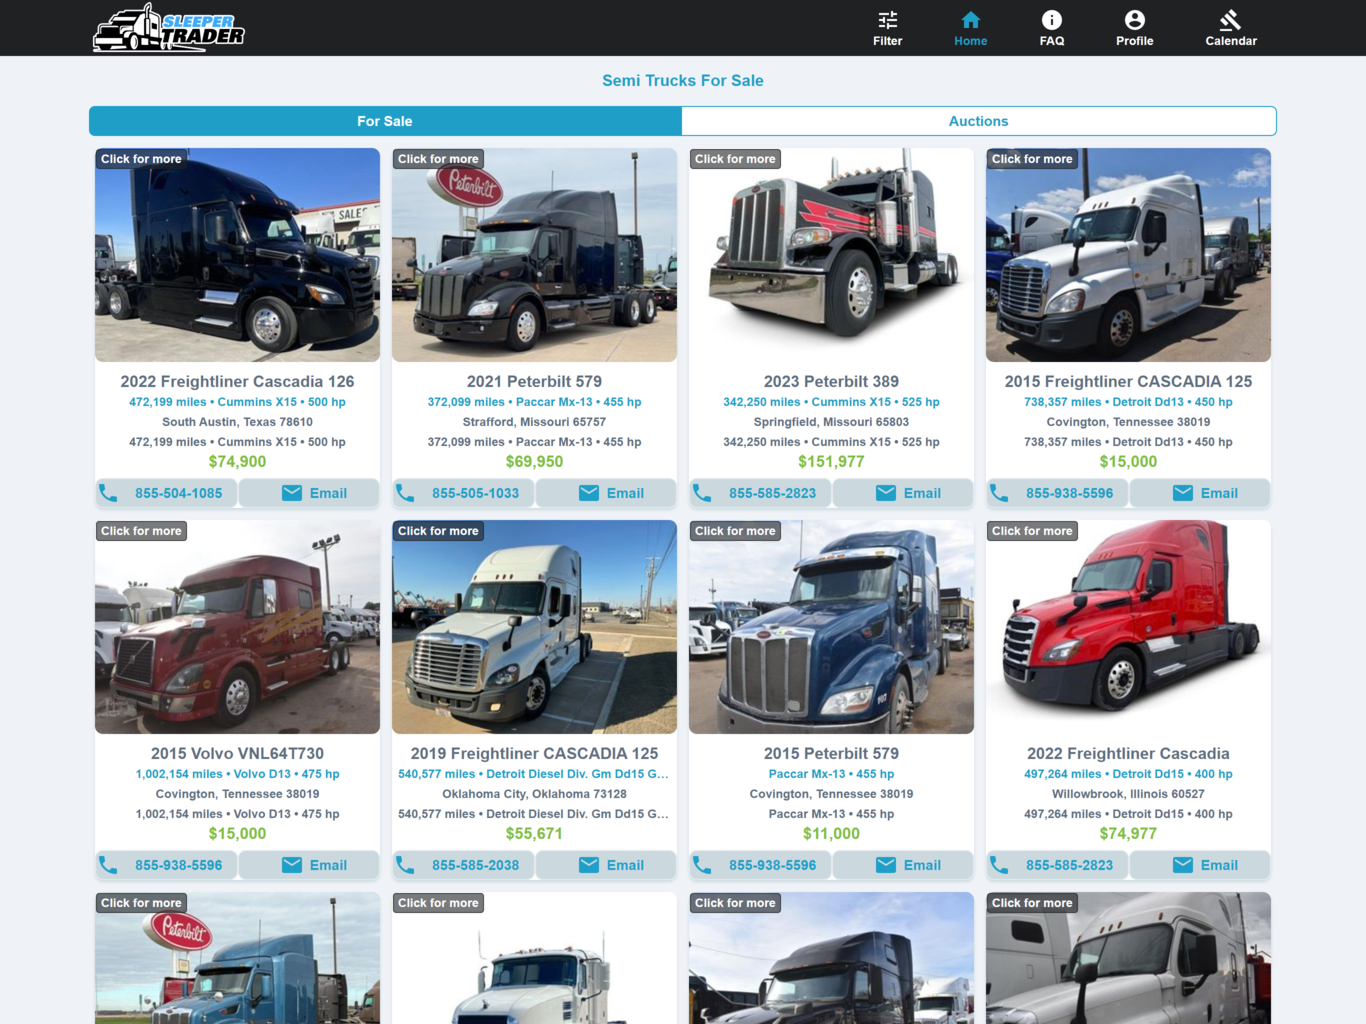 SLEEPER
TRADER
Filter
Home
FAQ
Profile
Calendar
Semi Trucks For Sale
For Sale
Auctions
Click for more
SALES
Click for more
Peterbilt
Click for more
Click for more
2022 Freightliner Cascadia 126
472,199 miles • Cummins X15 • 500 hp
South Austin, Texas 78610
472,199 miles • Cummins X15 • 500 hp
$74,900
855-504-1085
Email
2021 Peterbilt 579
372,099 miles • Paccar Mx-13 • 455 hp
Strafford, Missouri 65757
372,099 miles • Paccar Mx-13 • 455 hp
$69,950
855-505-1033
Email
2023 Peterbilt 389
342,250 miles • Cummins X15 • 525 hp
Springfield, Missouri 65803
342,250 miles • Cummins X15 • 525 hp
$151,977
855-585-2823
Email
2015 Freightliner CASCADIA 125
738,357 miles • Detroit Dd13 • 450 hp
Covington, Tennessee 38019
738,357 miles • Detroit Dd13 • 450 hp
$15,000
855-938-5596
Email
Click for more
Click for more
Click for more
Click for more
2015 Volvo VNL64T730
1,002,154 miles • Volvo D13 • 475 hp
Covington, Tennessee 38019
1,002,154 miles • Volvo D13 • 475 hp
$15,000
855-938-5596
Email
2019 Freightliner CASCADIA 125
540,577 miles • Detroit Diesel Div. Gm Dd15 G...
Oklahoma City, Oklahoma 73128
540,577 miles • Detroit Diesel Div. Gm Dd15 G...
$55,671
855-585-2038
Email
2015 Peterbilt 579
Paccar Mx-13 • 455 hp
Covington, Tennessee 38019
Paccar Mx-13 • 455 hp
$11,000
855-938-5596
Email
2022 Freightliner Cascadia
497,264 miles • Detroit Dd15 • 400 hp
Willowbrook, Illinois 60527
497,264 miles • Detroit Dd15 • 400 hp
$74,977
855-585-2823
Email
Click for more
Peterbilt
Click for more
Click for more
Click for more